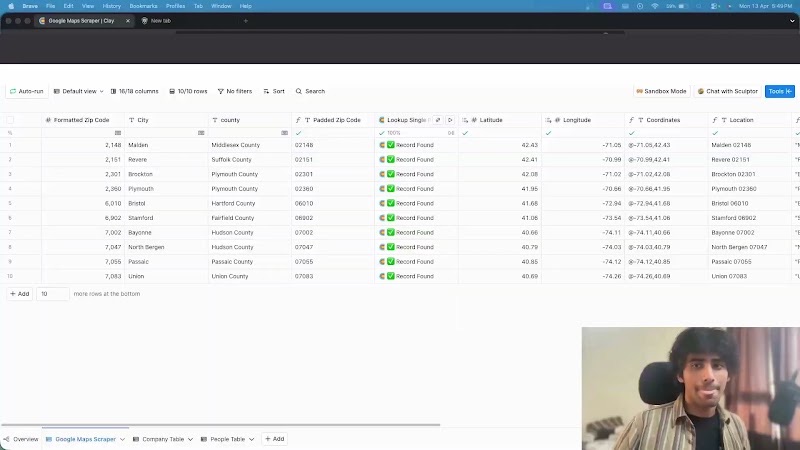 Brave File Edit View History Bookmarks Profiles Tab Window Help 28% Mon 13 Apr 8:49 PM
Google Maps Scraper | Clay New tab
Auto-run Default view 16/18 columns 10/10 rows No filters Sort Search Sandbox Mode Chat with Sculptor Tools
Formatted Zip Code City county Padded Zip Code Lookup Single Latitude Longitude Coordinates Location
100%
1 2,148 Malden Middlesex County 02148 Record Found 42.43 -71.05 @-71.05,42.43 Malden 02148
2 2,151 Revere Suffolk County 02151 Record Found 42.41 -70.99 @-70.99,42.41 Revere 02151
3 2,301 Brockton Plymouth County 02301 Record Found 42.08 -71.02 @-71.02,42.08 Brockton 02301
4 2,360 Plymouth Plymouth County 02360 Record Found 41.95 -70.66 @-70.66,41.95 Plymouth 02360
5 6,010 Bristol Hartford County 06010 Record Found 41.68 -72.94 @-72.94,41.68 Bristol 06010
6 6,902 Stamford Fairfield County 06902 Record Found 41.06 -73.54 @-73.54,41.06 Stamford 06902
7 7,002 Bayonne Hudson County 07002 Record Found 40.66 -74.11 @-74.11,40.66 Bayonne 07002
8 7,047 North Bergen Hudson County 07047 Record Found 40.79 -74.03 @-74.03,40.79 North Bergen 07047
9 7,055 Passaic Passaic County 07055 Record Found 40.85 -74.12 @-74.12,40.85 Passaic 07055
10 7,083 Union Union County 07083 Record Found 40.69 -74.26 @-74.26,40.69 Union 07083
+ Add 10 more rows at the bottom
Overview Google Maps Scraper Company Table People Table + Add